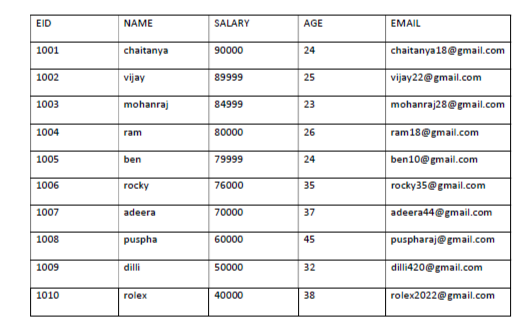 EID NAME SALARY AGE EMAIL
1001 chaitanya 90000 24 chaitanya18@gmail.com
1002 vijay 89999 25 vijay22@gmail.com
1003 mohanraj 84999 23 mohanraj28@gmail.com
1004 ram 80000 26 ram18@gmail.com
1005 ben 79999 24 ben10@gmail.com
1006 rocky 76000 35 rocky35@gmail.com
1007 adeera 70000 37 adeera44@gmail.com
1008 puspha 60000 45 puspharaj@gmail.com
1009 dilli 50000 32 dilli420@gmail.com
1010 rolex 40000 38 rolex2022@gmail.com